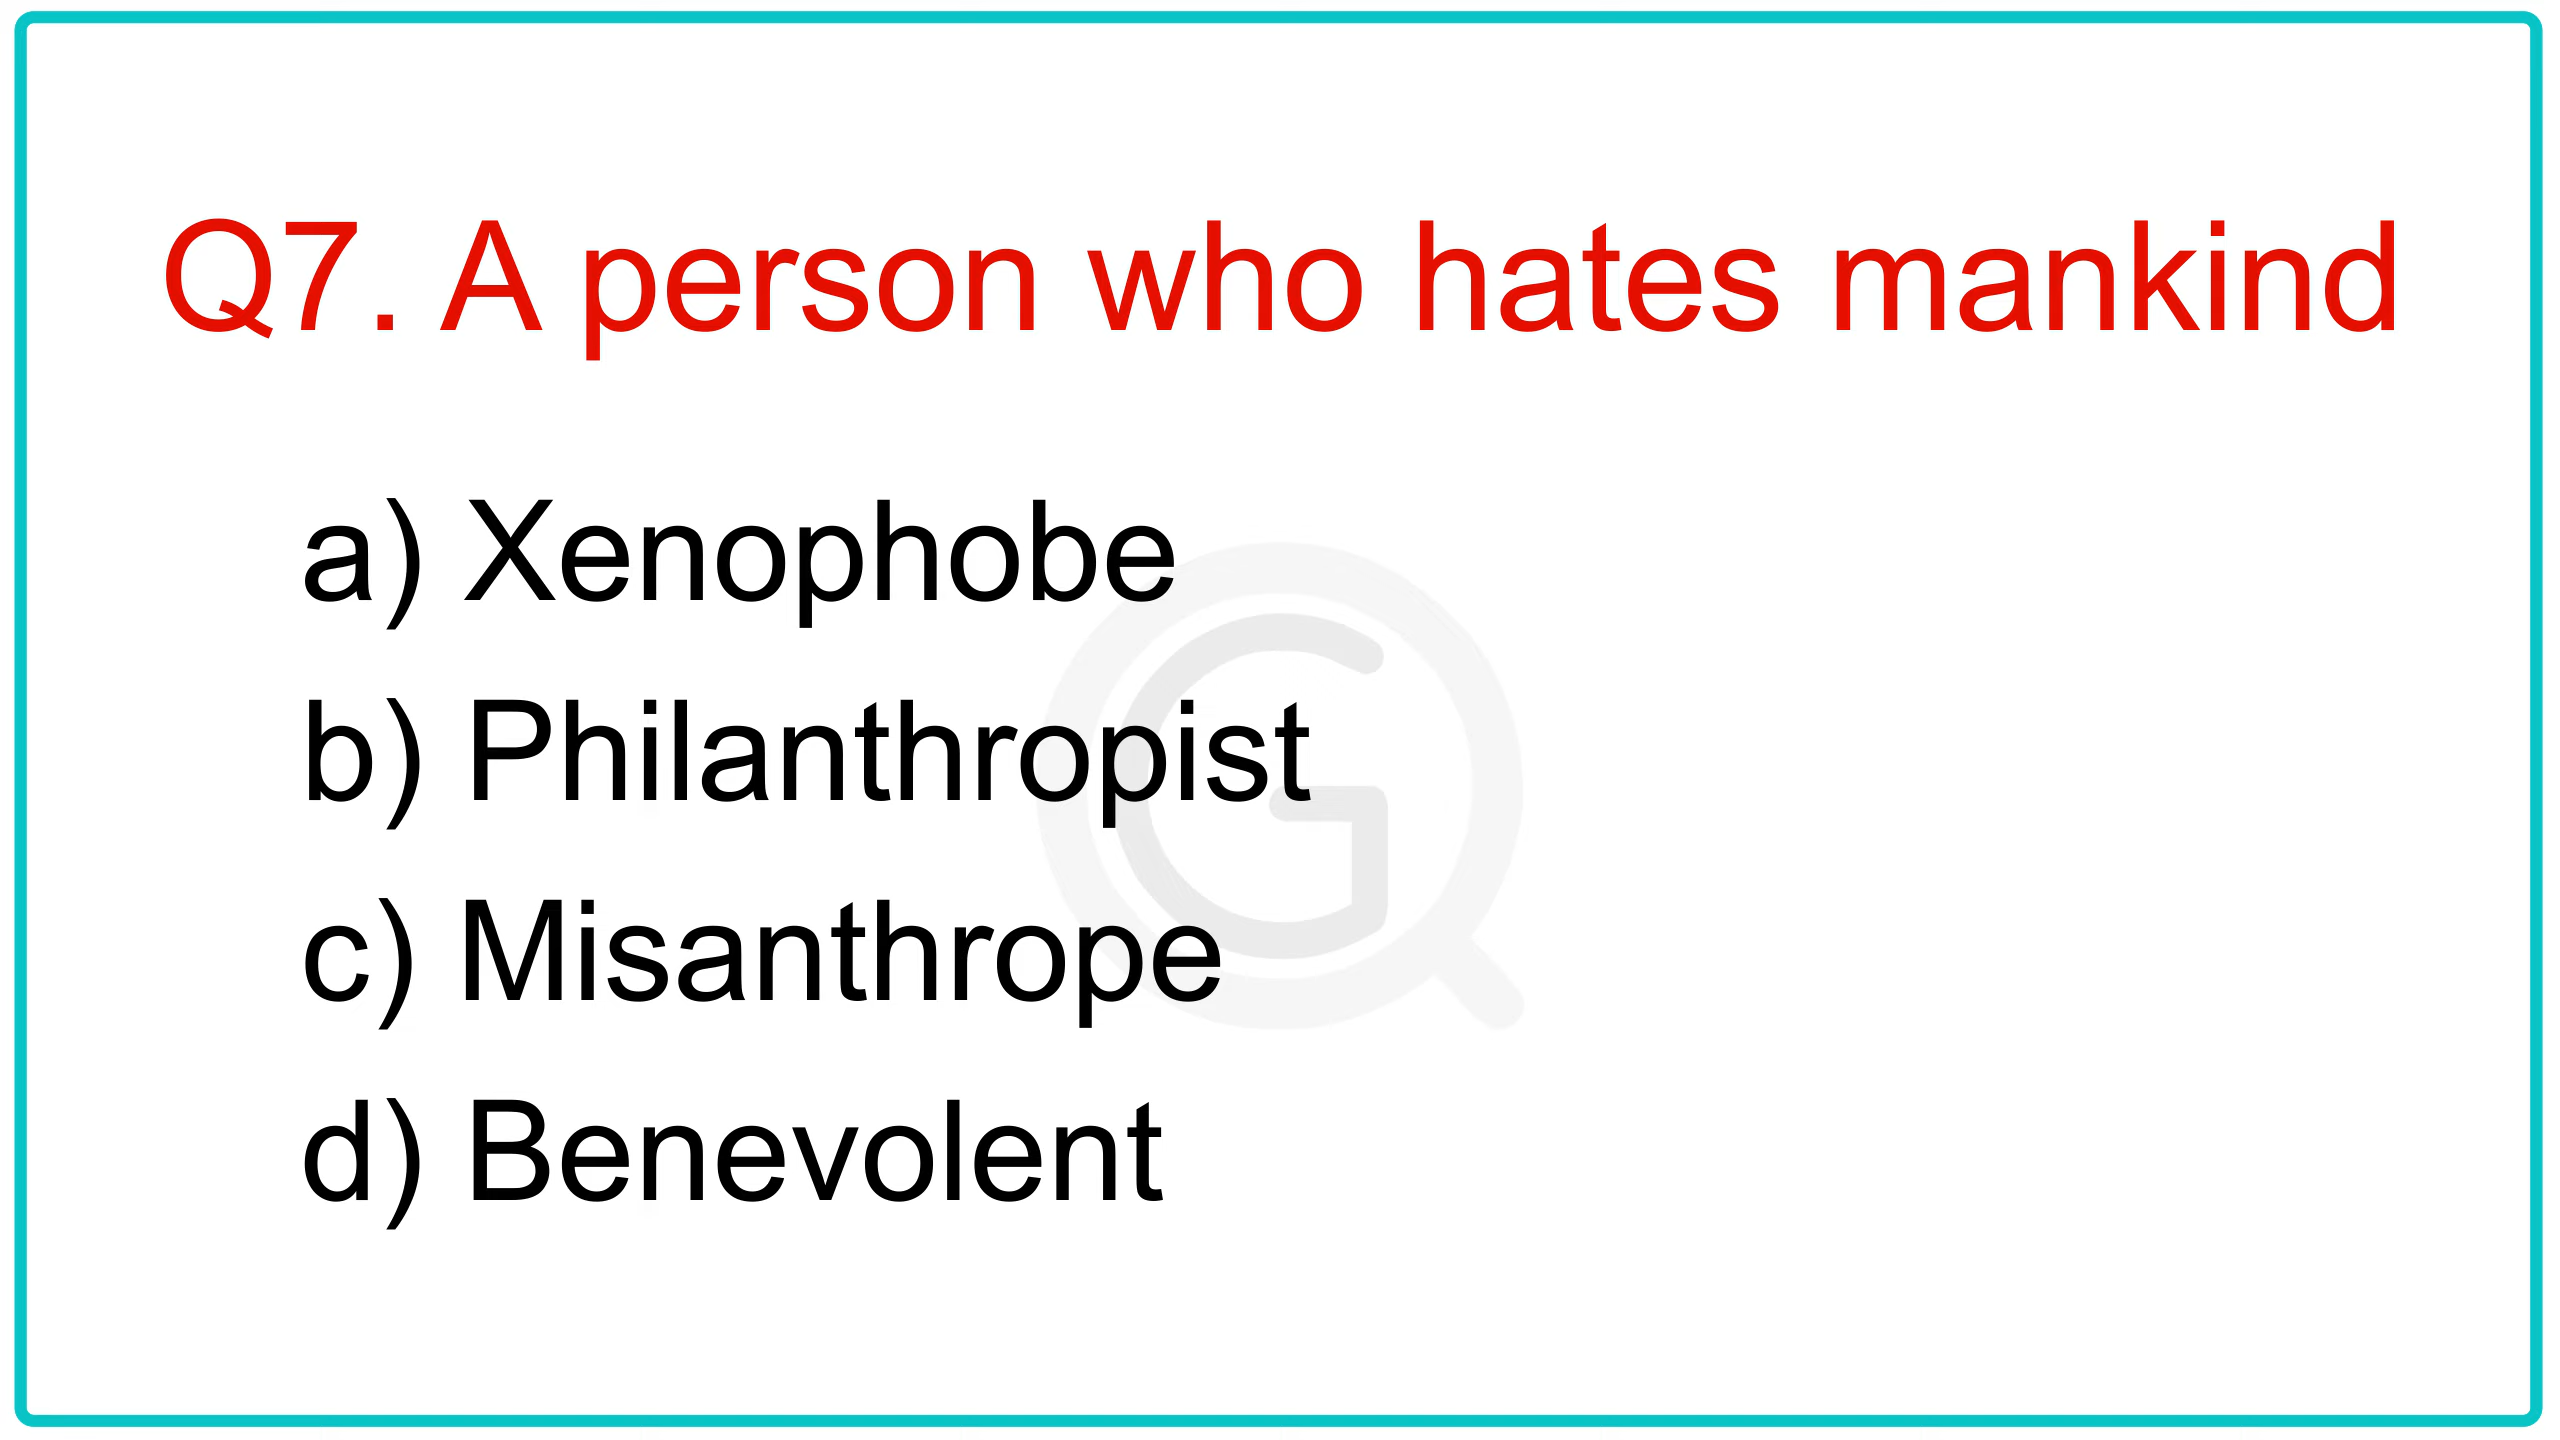 Q7. A person who hates mankind
a) Xenophobe
b) Philanthropist
c) Misanthrope
d) Benevolent